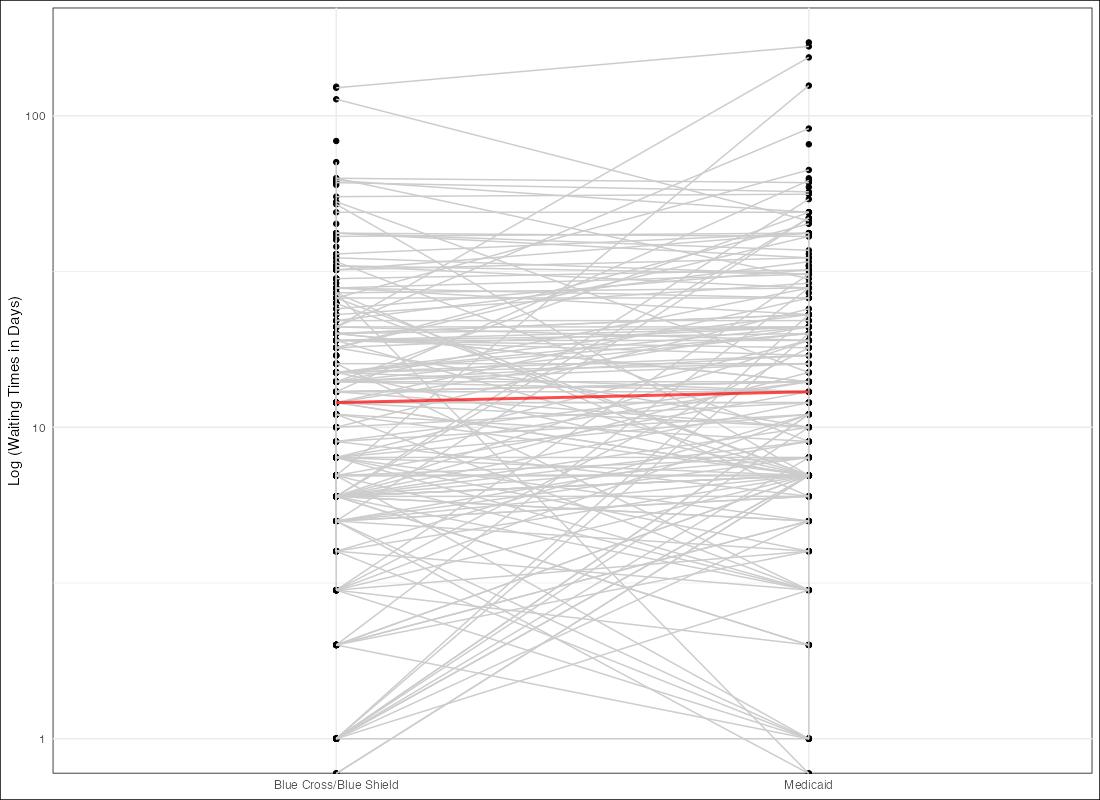 Log (Waiting Times in Days)
100
10
1
Blue Cross/Blue Shield
Medicaid